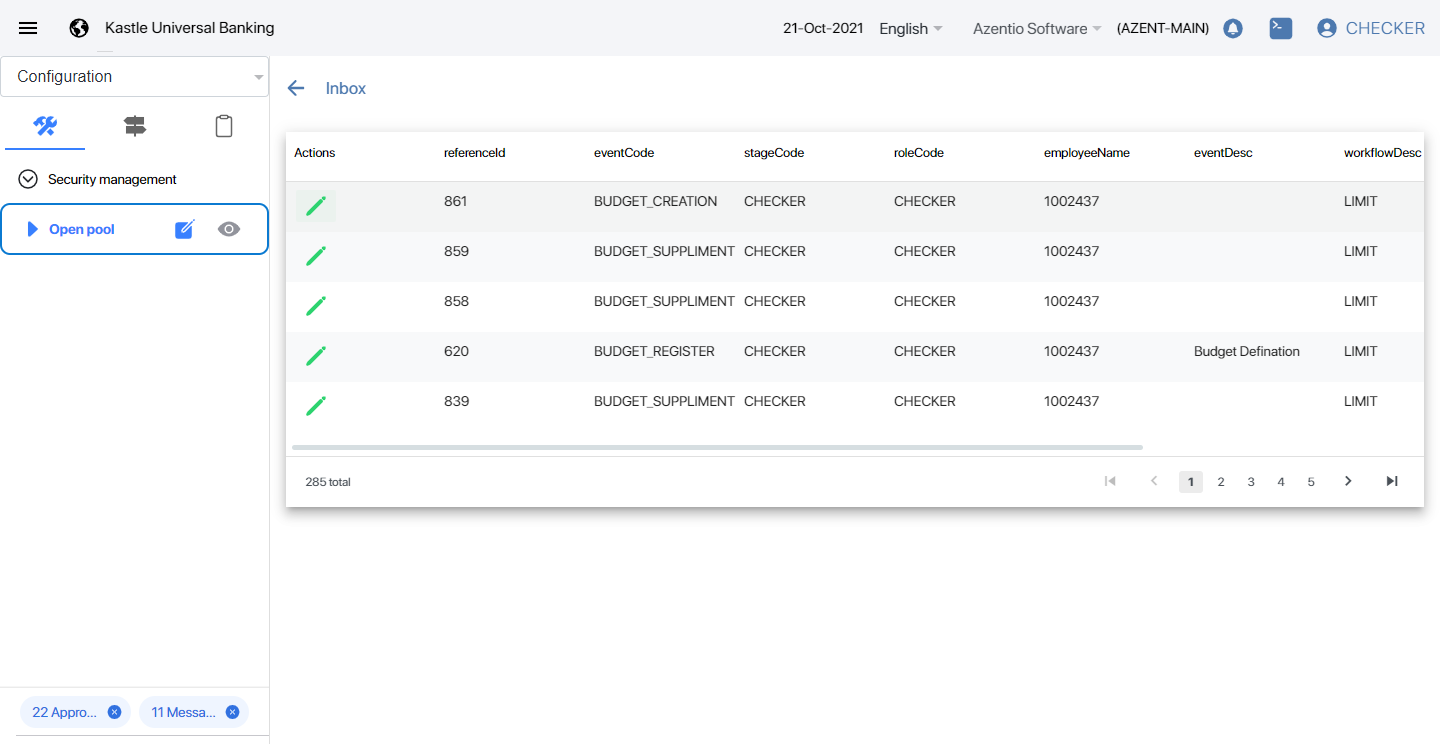 Kastle Universal Banking 21-Oct-2021 English Azentio Software (AZENT-MAIN) CHECKER
Configuration
Security management
Open pool
22 Appro... 11 Messa...
Inbox
Actions referenceId eventCode stageCode roleCode employeeName eventDesc workflowDesc
861 BUDGET_CREATION CHECKER CHECKER 1002437 LIMIT
859 BUDGET_SUPPLIMENT CHECKER CHECKER 1002437 LIMIT
858 BUDGET_SUPPLIMENT CHECKER CHECKER 1002437 LIMIT
620 BUDGET_REGISTER CHECKER CHECKER 1002437 Budget Defination LIMIT
839 BUDGET_SUPPLIMENT CHECKER CHECKER 1002437 LIMIT
285 total 1 2 3 4 5